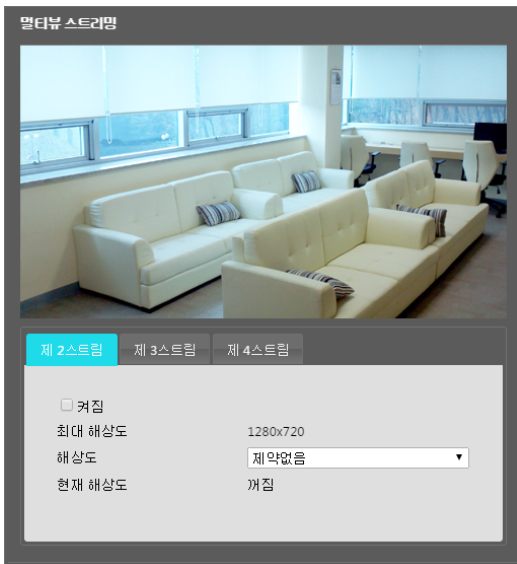 멀티뷰 스트리밍
제 2스트림 제 3스트림 제 4스트림
켜짐
최대 해상도 1280x720
해상도 제약없음
현재 해상도 꺼짐